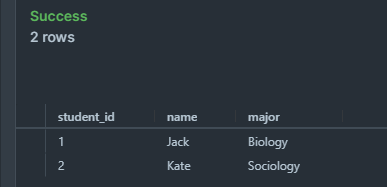 Success
2 rows
student_id name major
1 Jack Biology
2 Kate Sociology